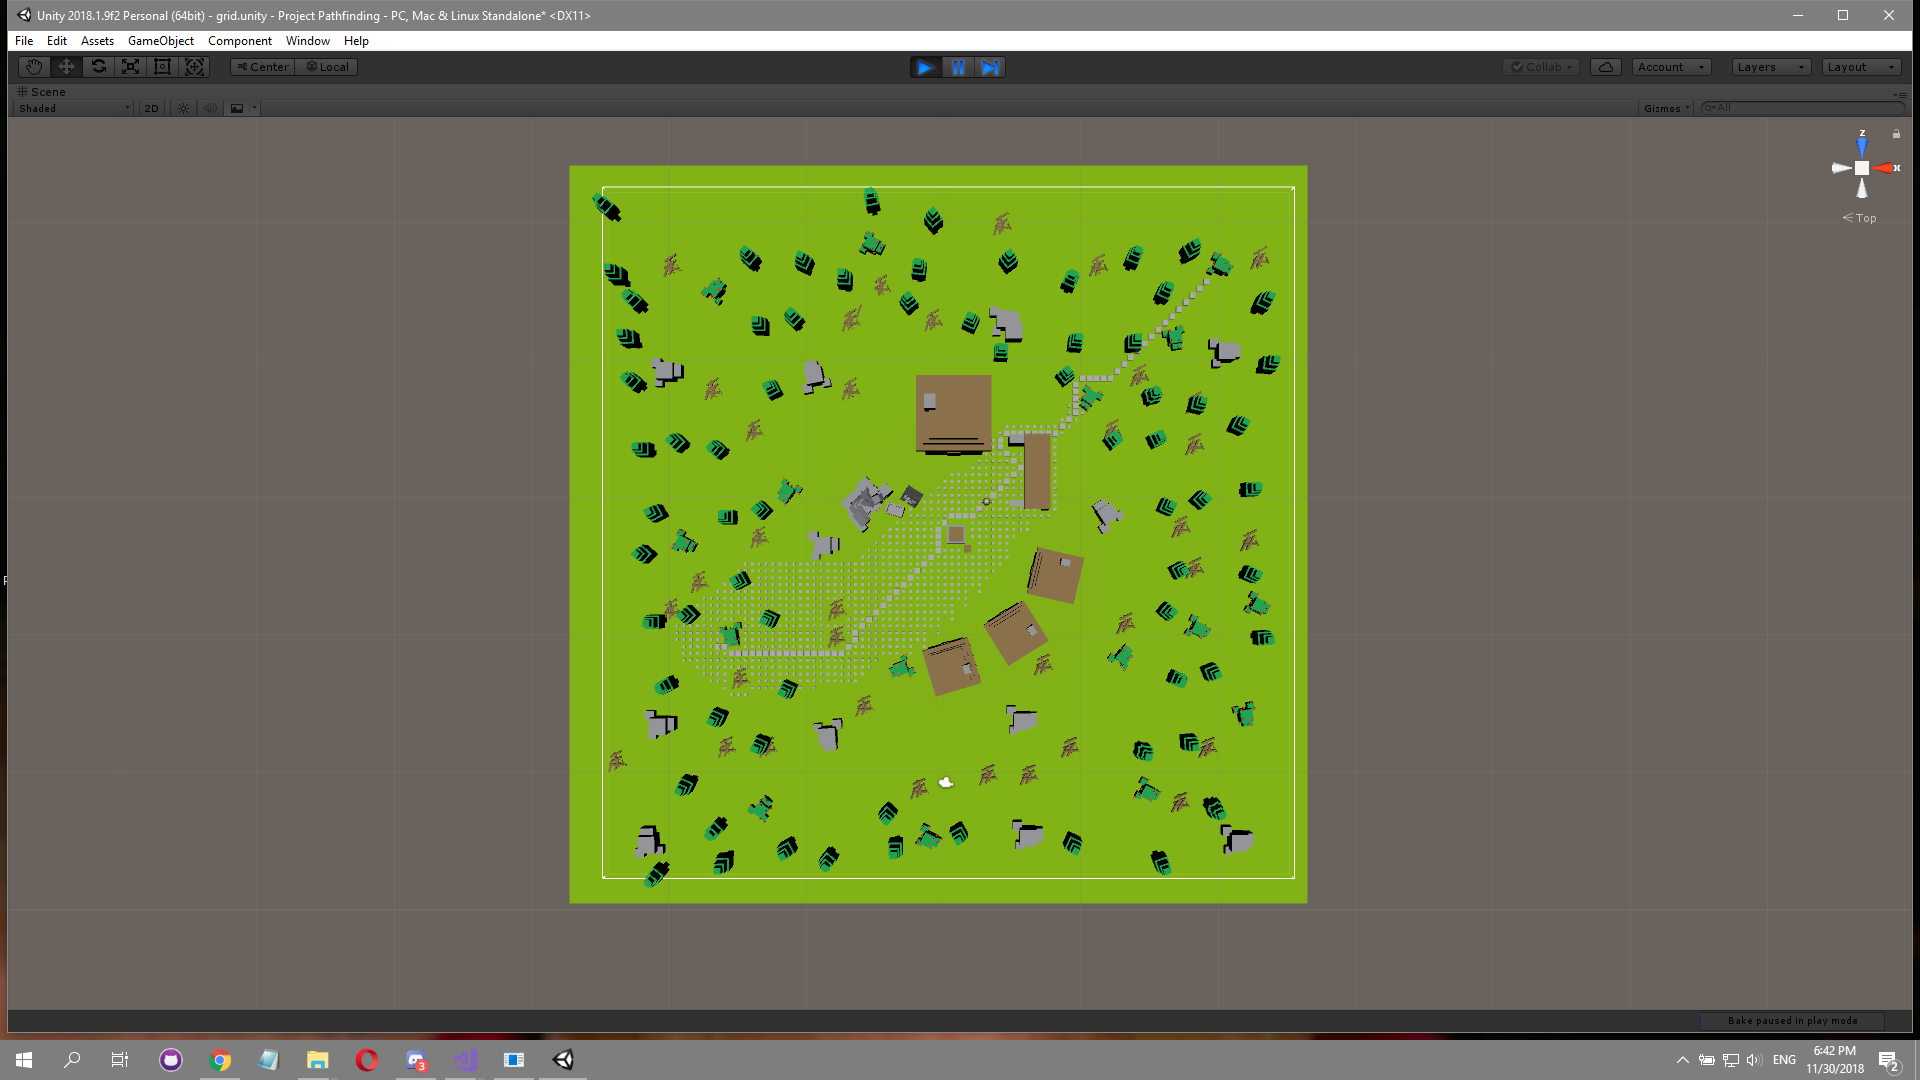 Unity 2018.1.9f2 Personal (64bit) - grid.unity - Project Pathfinding - PC, Mac & Linux Standalone* <DX11>
File Edit Assets GameObject Component Window Help
Center Local Collab Account Layers Layout
Scene
Shaded 2D Gizmos All
z
x
Top
Bake paused in play mode
3
ENG
6:42 PM
11/30/2018
2